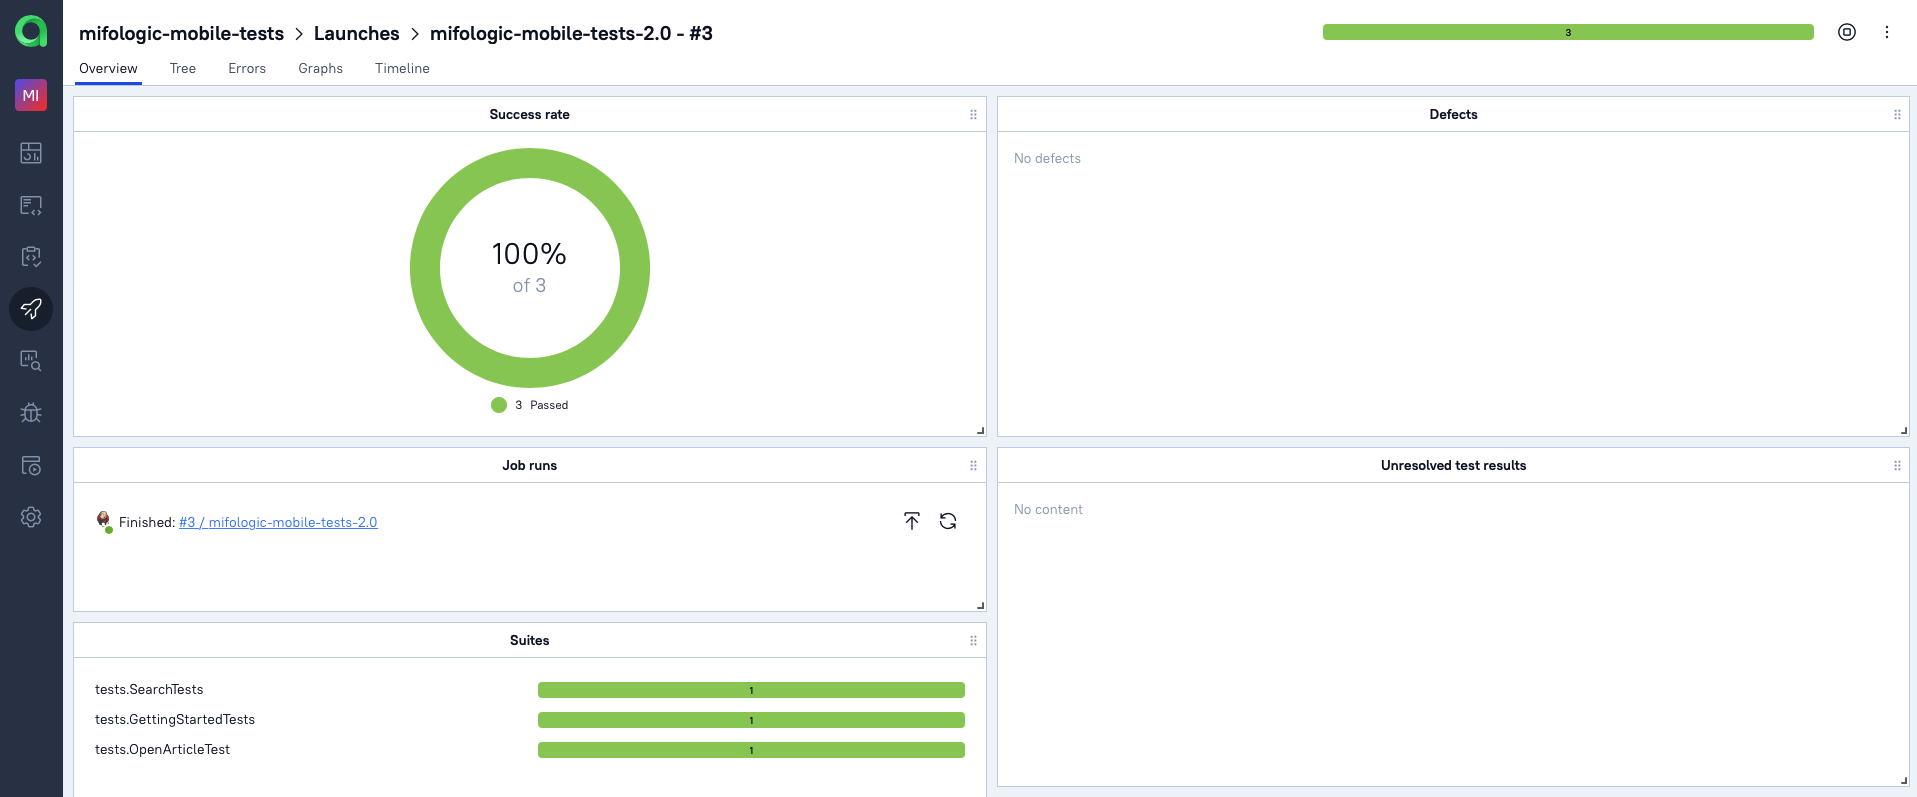 mifologic-mobile-tests > Launches > mifologic-mobile-tests-2.0 - #3
3
Overview Tree Errors Graphs Timeline
MI
Success rate
100%
of 3
3 Passed
Defects
No defects
Job runs
Finished: #3 / mifologic-mobile-tests-2.0
Unresolved test results
No content
Suites
tests.SearchTests 1
tests.GettingStartedTests 1
tests.OpenArticleTest 1